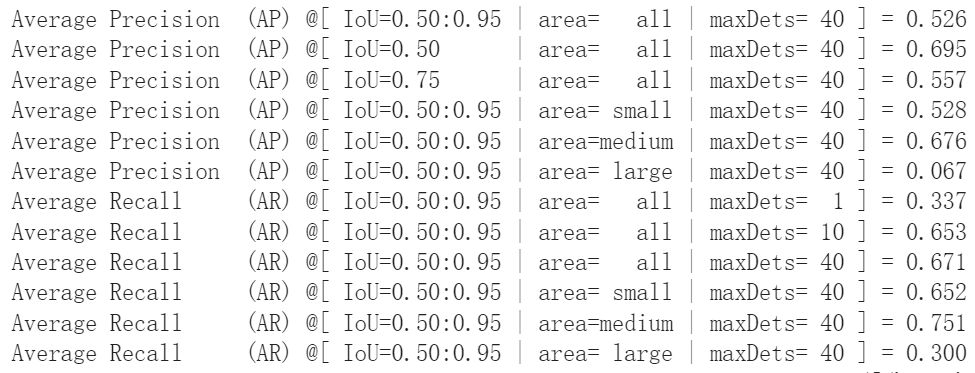 Average Precision  (AP) @[ IoU=0.50:0.95 | area=   all | maxDets= 40 ] = 0.526
Average Precision  (AP) @[ IoU=0.50      | area=   all | maxDets= 40 ] = 0.695
Average Precision  (AP) @[ IoU=0.75      | area=   all | maxDets= 40 ] = 0.557
Average Precision  (AP) @[ IoU=0.50:0.95 | area= small | maxDets= 40 ] = 0.528
Average Precision  (AP) @[ IoU=0.50:0.95 | area=medium | maxDets= 40 ] = 0.676
Average Precision  (AP) @[ IoU=0.50:0.95 | area= large | maxDets= 40 ] = 0.067
Average Recall     (AR) @[ IoU=0.50:0.95 | area=   all | maxDets=  1 ] = 0.337
Average Recall     (AR) @[ IoU=0.50:0.95 | area=   all | maxDets= 10 ] = 0.653
Average Recall     (AR) @[ IoU=0.50:0.95 | area=   all | maxDets= 40 ] = 0.671
Average Recall     (AR) @[ IoU=0.50:0.95 | area= small | maxDets= 40 ] = 0.652
Average Recall     (AR) @[ IoU=0.50:0.95 | area=medium | maxDets= 40 ] = 0.751
Average Recall     (AR) @[ IoU=0.50:0.95 | area= large | maxDets= 40 ] = 0.300